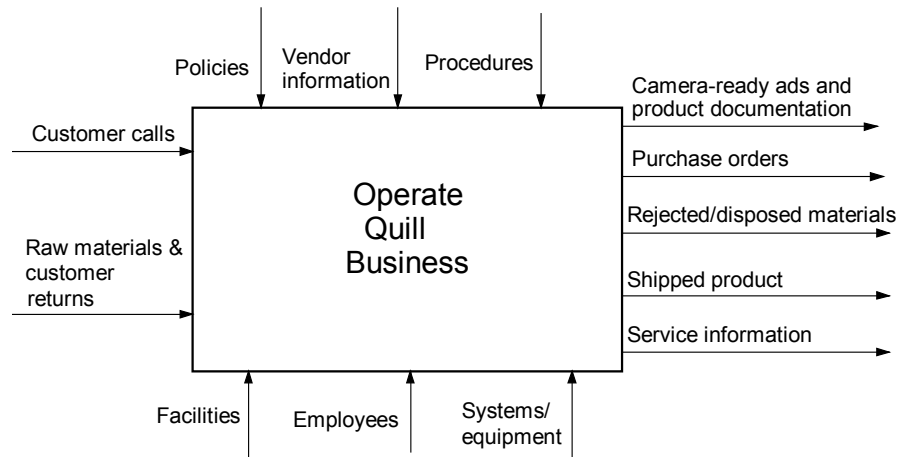 Policies
Vendor
information
Procedures
Camera-ready ads and
product documentation
Customer calls
Purchase orders
Operate
Quill
Business
Rejected/disposed materials
Raw materials &
customer
returns
Shipped product
Service information
Facilities
Employees
Systems/
equipment